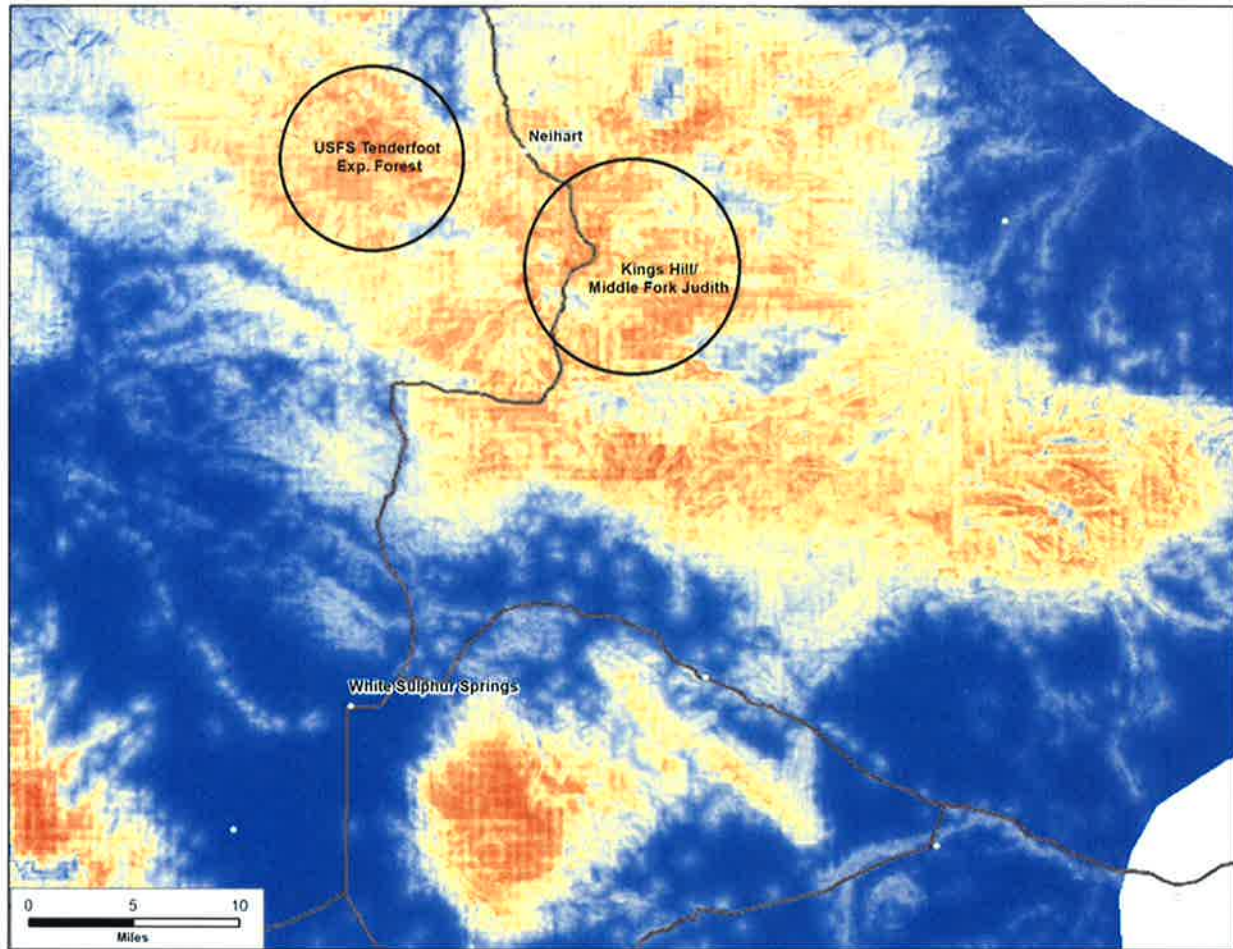 Neihart
USFS Tenderfoot
Exp. Forest
Kings Hill/
Middle Fork Judith
White Sulphur Springs
0 5 10
Miles